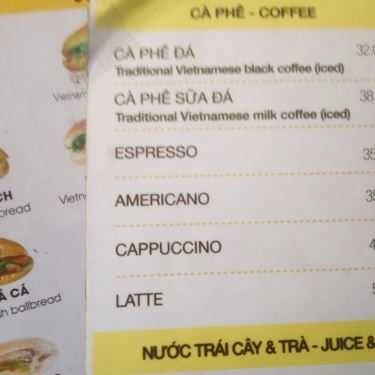 CÀ PHÊ - COFFEE
CÀ PHÊ ĐÁ
Traditional Vietnamese black coffee (iced)
CÀ PHÊ SỮA ĐÁ
Traditional Vietnamese milk coffee (iced)
ESPRESSO
AMERICANO
CAPPUCCINO
LATTE
NƯỚC TRÁI CÂY & TRÀ - JUICE &